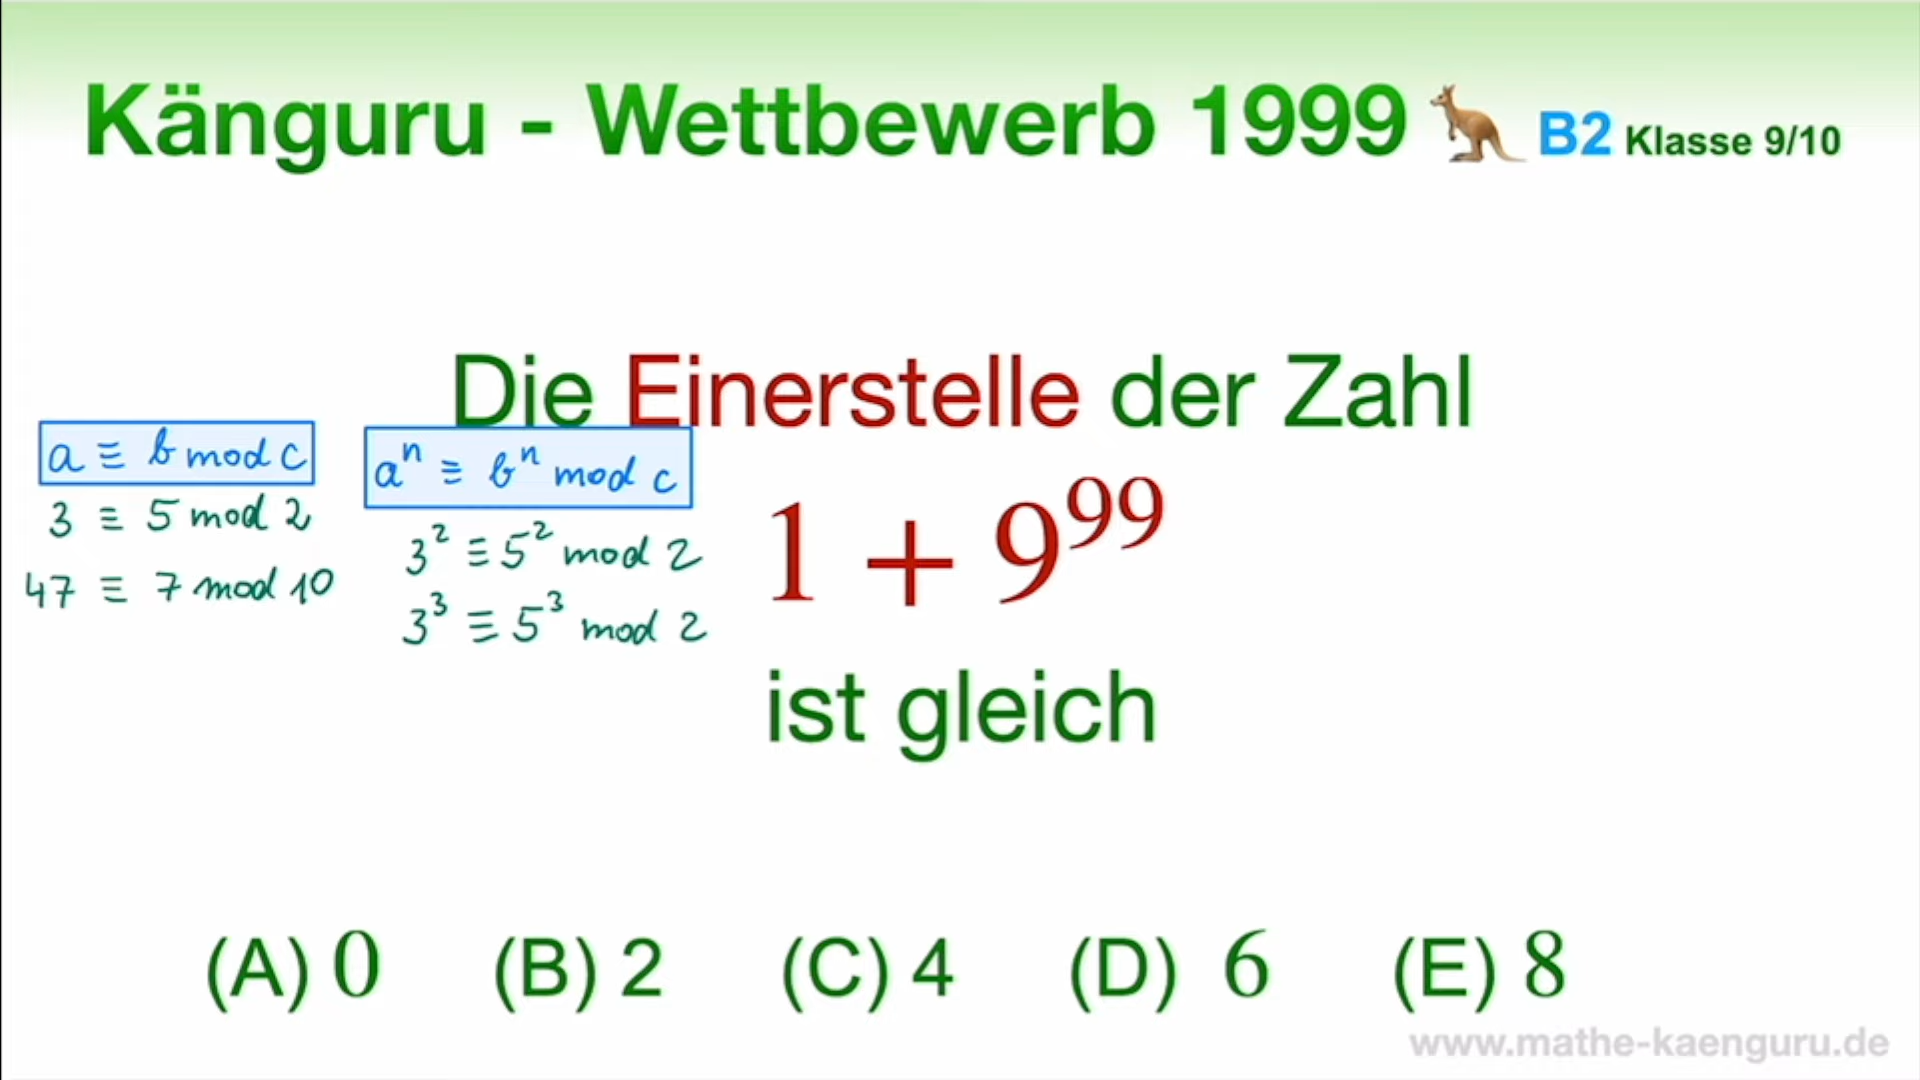 Känguru - Wettbewerb 1999 B2 Klasse 9/10
Die Einerstelle der Zahl
a ≡ b mod c
3 ≡ 5 mod 2
47 ≡ 7 mod 10
aⁿ ≡ bⁿ mod c
3² ≡ 5² mod 2
3³ ≡ 5³ mod 2
1 + 9⁹⁹
ist gleich
(A) 0 (B) 2 (C) 4 (D) 6 (E) 8
www.mathe-kaenguru.de